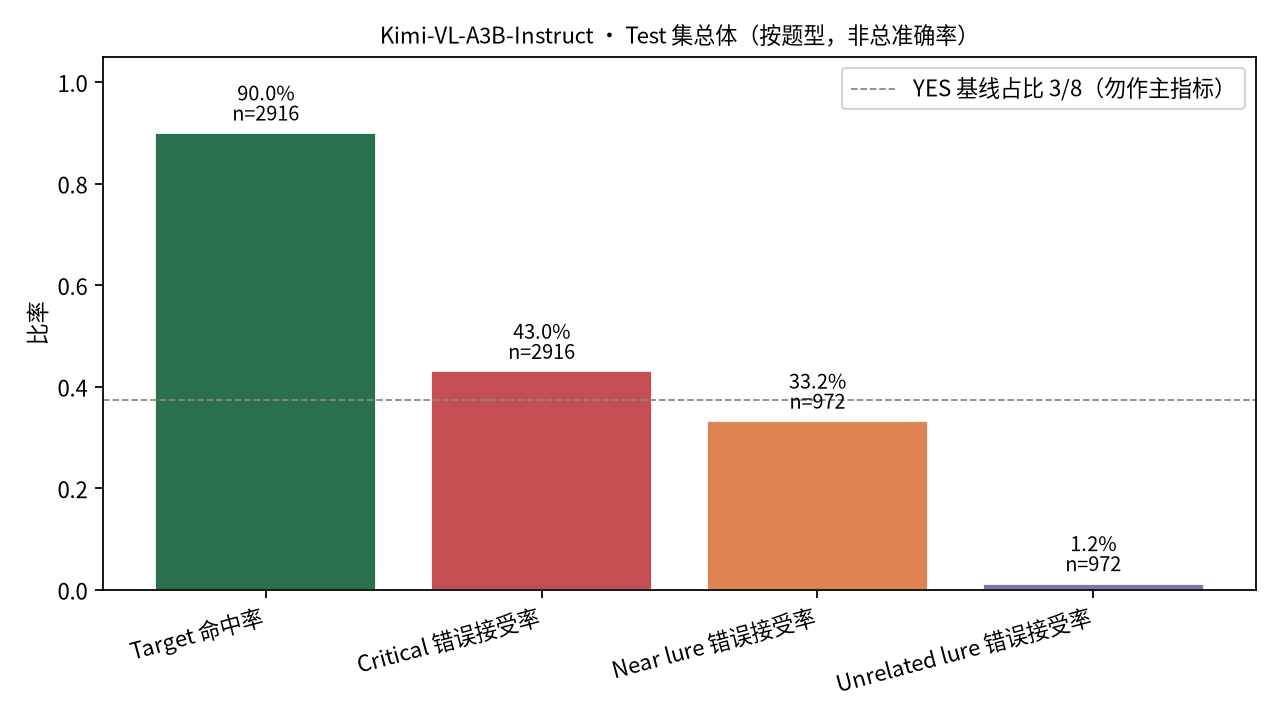 Kimi-VL-A3B-Instruct · Test 集总体（按题型，非总准确率）
YES 基线占比 3/8（勿作主指标）
比率
1.0
0.8
0.6
0.4
0.2
0.0
90.0%
n=2916
43.0%
n=2916
33.2%
n=972
1.2%
n=972
Target 命中率
Critical 错误接受率
Near lure 错误接受率
Unrelated lure 错误接受率